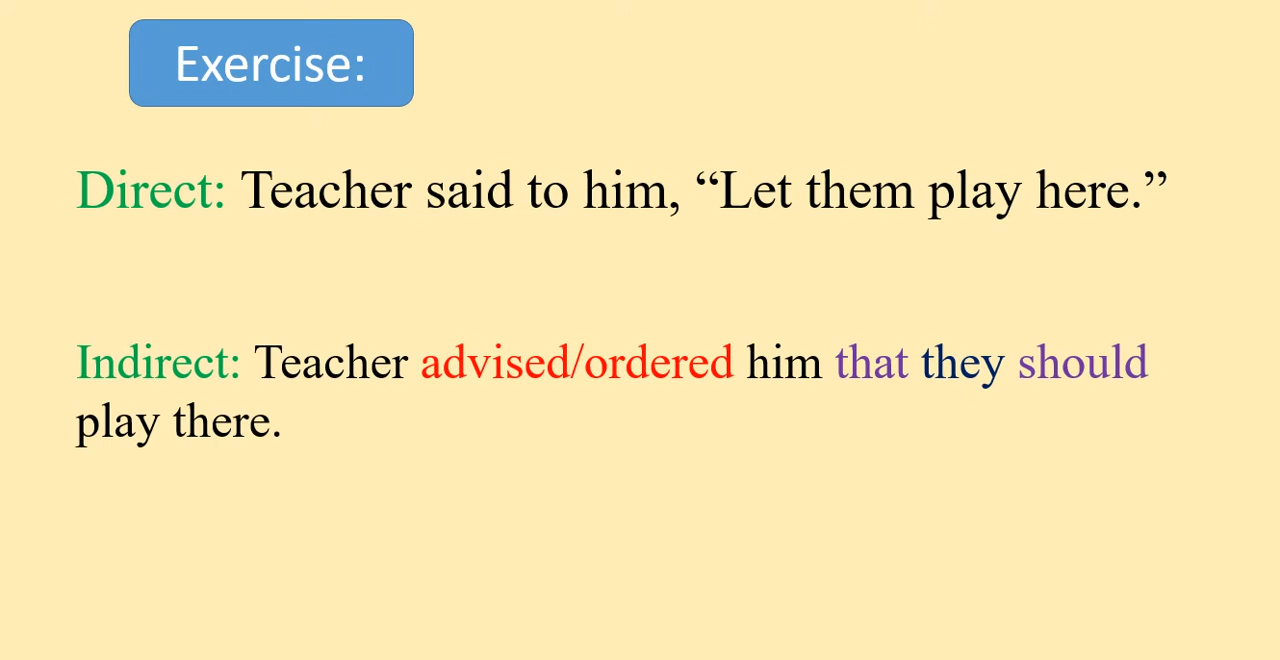 Exercise:
Direct: Teacher said to him, “Let them play here.”
Indirect: Teacher advised/ordered him that they should
play there.